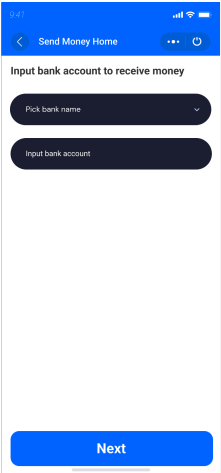 9:41
Send Money Home
Input bank account to receive money
Pick bank name
Input bank account
Next